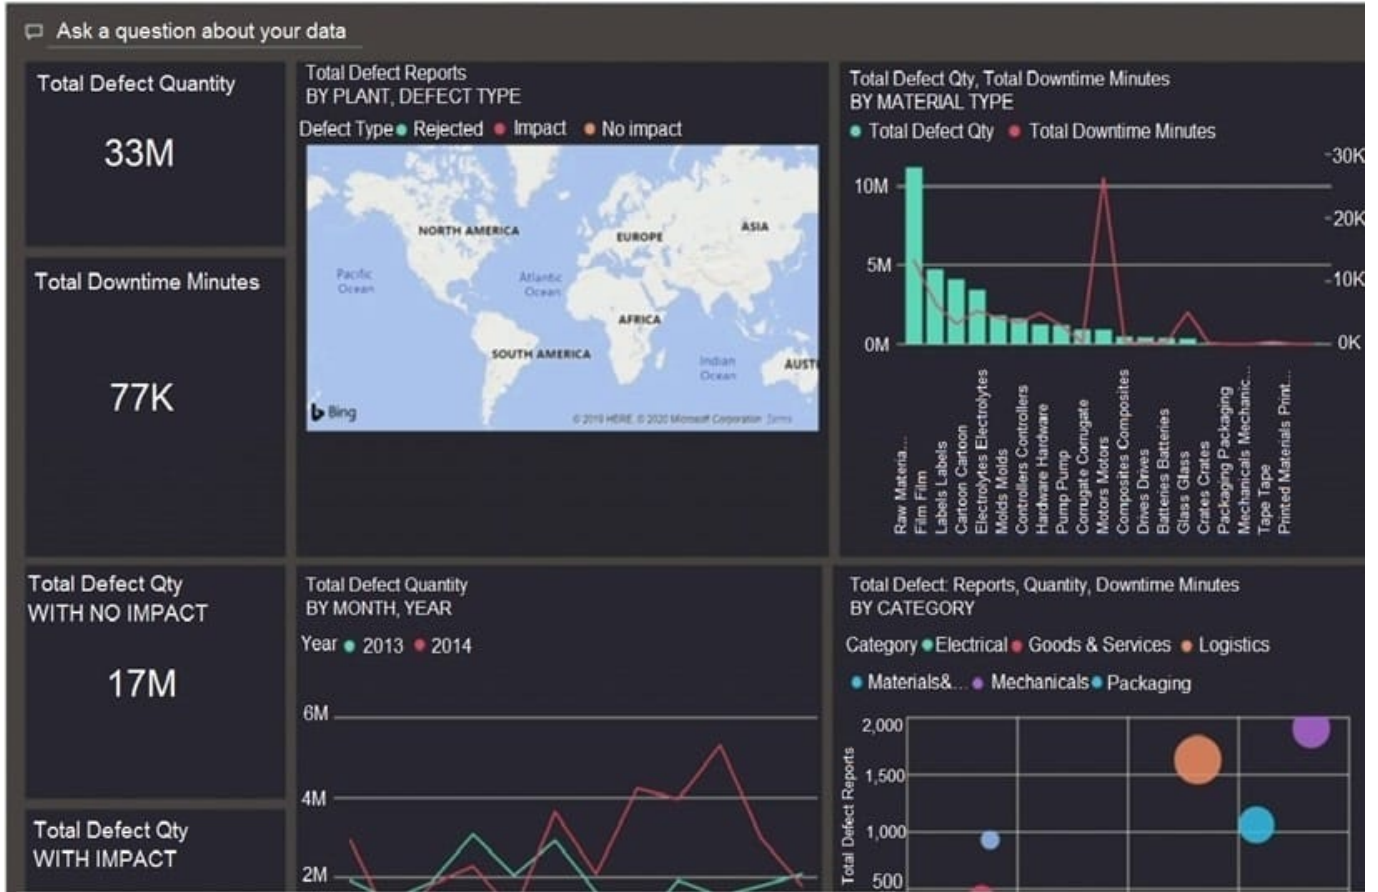 Ask a question about your data
Total Defect Quantity
33M
Total Downtime Minutes
77K
Total Defect Qty
WITH NO IMPACT
17M
Total Defect Qty
WITH IMPACT
Total Defect Reports
BY PLANT, DEFECT TYPE
Defect Type Rejected Impact No impact
NORTH AMERICA
EUROPE
ASIA
Pacific
Ocean
Atlantic
Ocean
AFRICA
SOUTH AMERICA
Indian
Ocean
AUST
Bing
© 2019 HERE, © 2020 Microsoft Corporation Terms
Total Defect Qty, Total Downtime Minutes
BY MATERIAL TYPE
Total Defect Qty Total Downtime Minutes
10M
5M
0M
30K
20K
10K
0K
Raw Materia...
Film Film
Labels Labels
Cartoon Cartoon
Electrolytes Electrolytes
Molds Molds
Controllers Controllers
Hardware Hardware
Pump Pump
Corrugate Corrugate
Motors Motors
Composites Composites
Drives Drives
Batteries Batteries
Glass Glass
Crates Crates
Packaging Packaging
Mechanicals Mechanic...
Tape Tape
Printed Materials Print...
Total Defect Quantity
BY MONTH, YEAR
Year 2013 2014
6M
4M
2M
Total Defect: Reports, Quantity, Downtime Minutes
BY CATEGORY
Category Electrical Goods & Services Logistics
Materials&... Mechanicals Packaging
Total Defect Reports
2,000
1,500
1,000
500